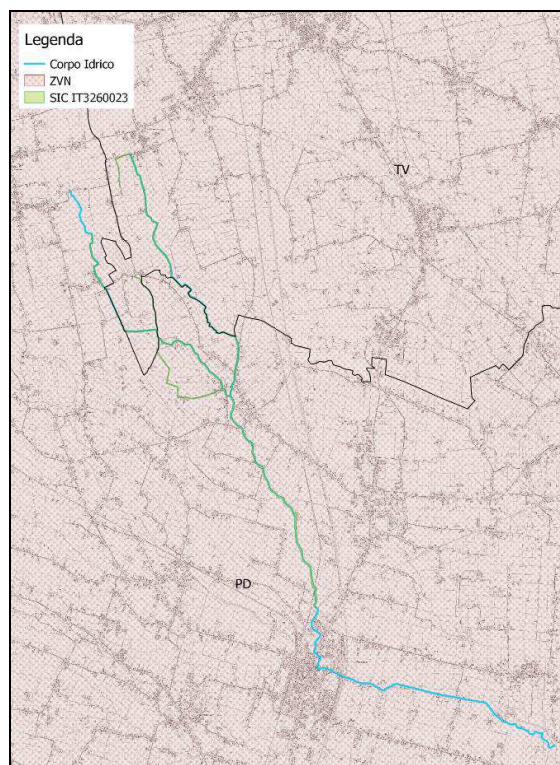 Legenda
Corpo Idrico
ZVN
SIC IT3260023
TV
PD